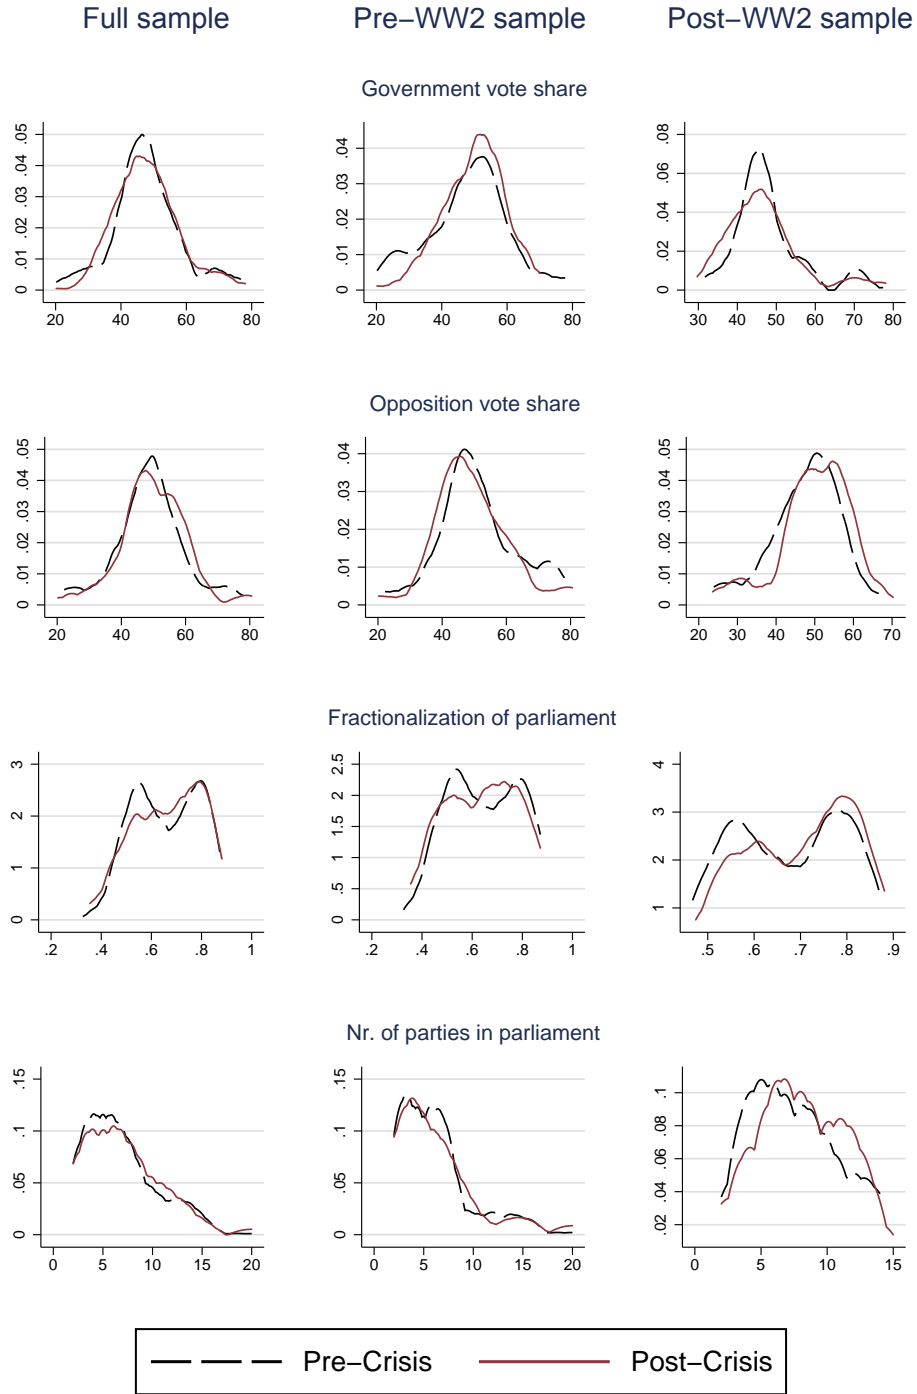 Full sample Pre−WW2 sample Post−WW2 sample
Government vote share
0 .01 .02 .03 .04 .05
20 40 60 80
0 .01 .02 .03 .04
20 40 60 80
0 .02 .04 .06 .08
30 40 50 60 70 80
Opposition vote share
0 .01 .02 .03 .04 .05
20 40 60 80
0 .01 .02 .03 .04
20 40 60 80
0 .01 .02 .03 .04 .05
20 30 40 50 60 70
Fractionalization of parliament
0 1 2 3
.2 .4 .6 .8 1
0 .5 1 1.5 2 2.5
.2 .4 .6 .8 1
1 2 3 4
.5 .6 .7 .8 .9
Nr. of parties in parliament
0 .05 .1 .15
0 5 10 15 20
0 .05 .1 .15
0 5 10 15 20
.02 .04 .06 .08 .1
0 5 10 15
Pre−Crisis Post−Crisis